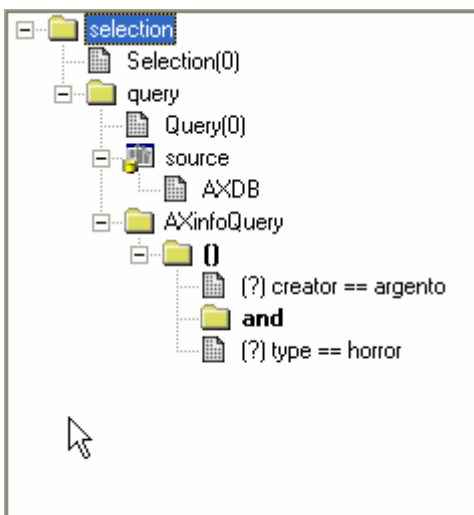 selection
Selection(0)
query
Query(0)
source
AXDB
AXinfoQuery
()
(?) creator == argento
and
(?) type == horror